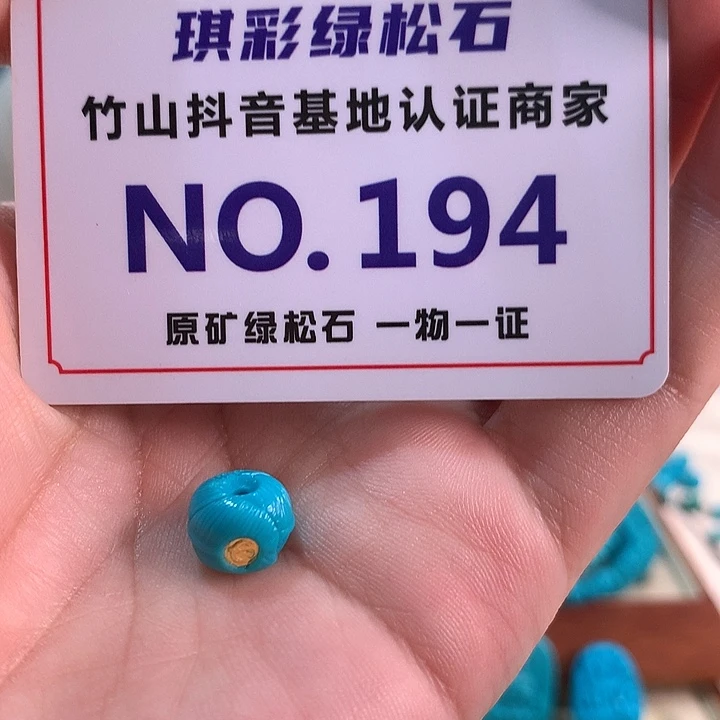 琪彩绿松石
竹山抖音基地认证商家
NO.194
原矿绿松石 一物一证